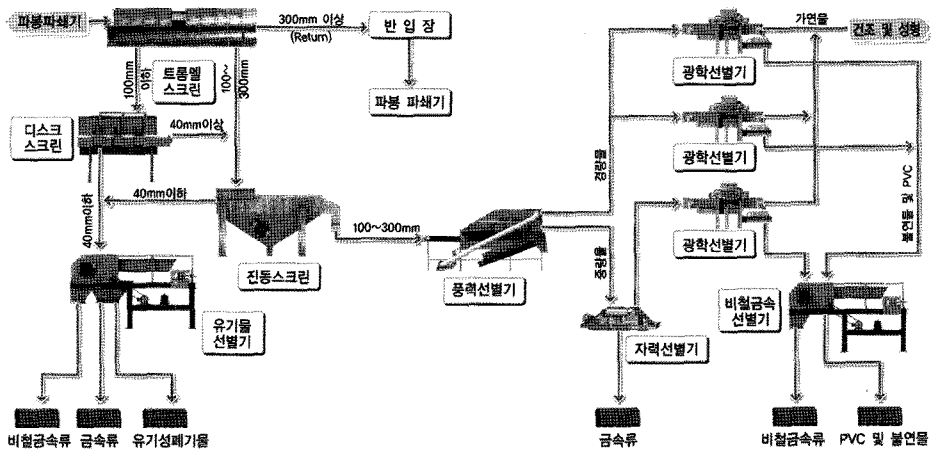 파봉파쇄기
300mm 이상
(Return)
반 입 장
가연물
건조 및 성형
100mm
이하
트롬멜
스크린
100~
300mm
파봉 파쇄기
광학선별기
디스크
스크린
40mm이상
경량물
광학선별기
불연물 및 PVC
40mm이하
40mm이하
100~300mm
광학선별기
진동스크린
풍력선별기
중량물
비철금속
선별기
유기물
선별기
자력선별기
비철금속류
금속류
유기성폐기물
금속류
비철금속류
PVC 및 불연물